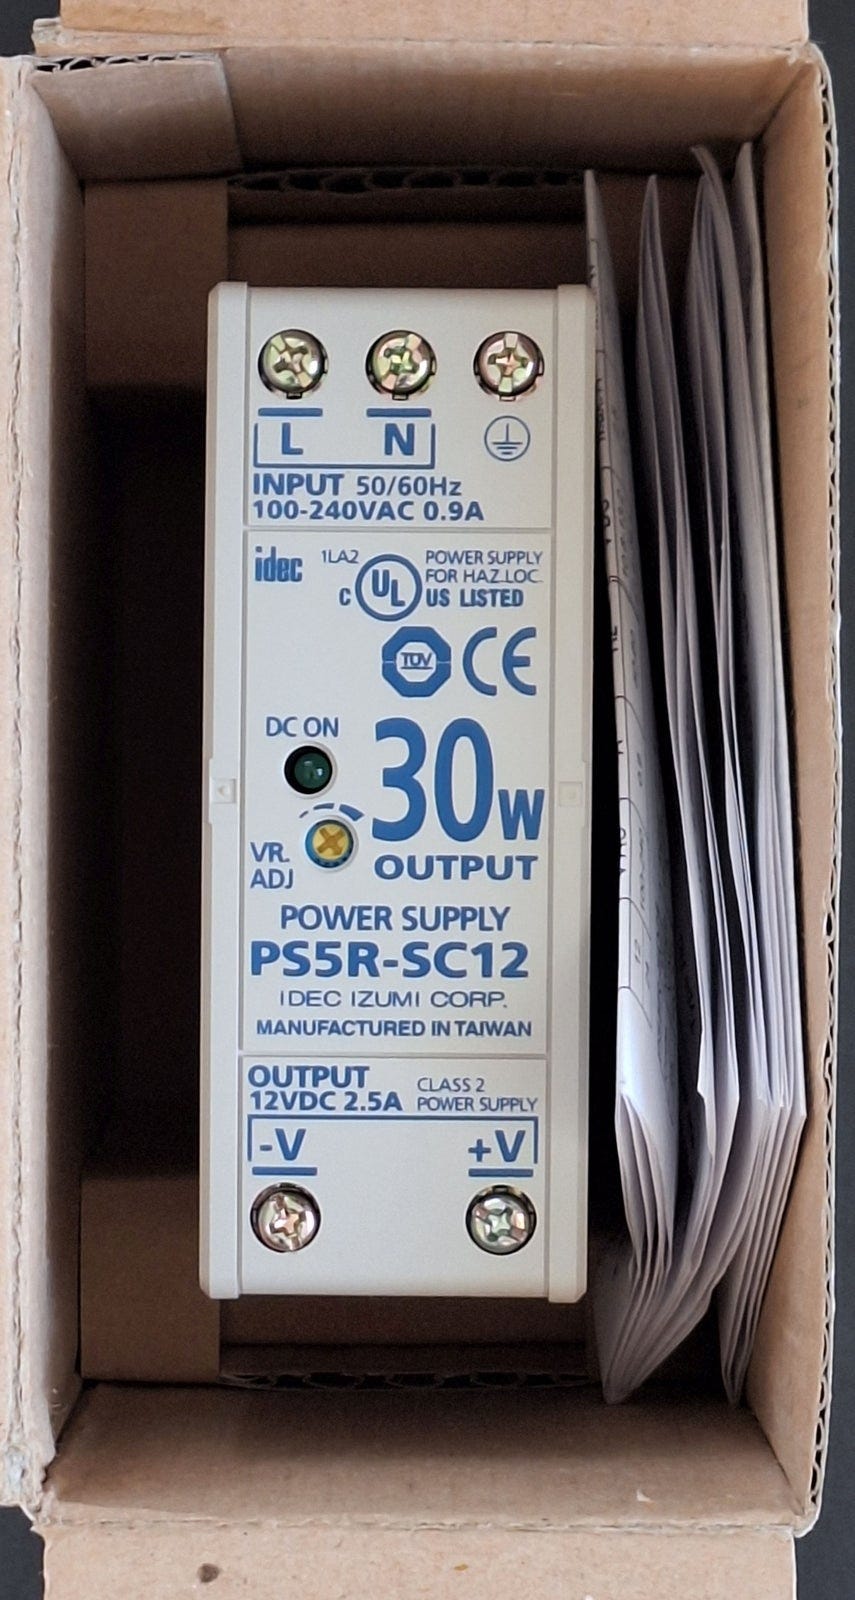 L N
INPUT 50/60Hz
100-240VAC 0.9A
idec
1LA2
POWER SUPPLY
FOR HAZ.LOC.
C UL US LISTED
TÜV CE
DC ON
30W
OUTPUT
VR.
ADJ
POWER SUPPLY
PS5R-SC12
IDEC IZUMI CORP.
MANUFACTURED IN TAIWAN
OUTPUT
12VDC 2.5A
CLASS 2
POWER SUPPLY
-V +V